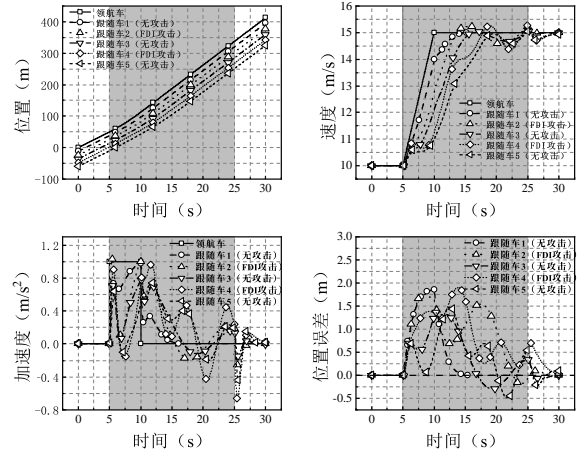 位置 (m)
400
300
200
100
0
-100
领航车
跟随车1 (无攻击)
跟随车2 (FDI攻击)
跟随车3 (无攻击)
跟随车4 (FDI攻击)
跟随车5 (无攻击)
0 5 10 15 20 25 30
时间 (s)
速度 (m/s)
16
15
14
13
12
11
10
9
领航车
跟随车1 (无攻击)
跟随车2 (FDI攻击)
跟随车3 (无攻击)
跟随车4 (FDI攻击)
跟随车5 (无攻击)
0 5 10 15 20 25 30
时间 (s)
加速度 (m/s²)
1.2
0.8
0.4
0.0
-0.4
-0.8
领航车
跟随车1 (无攻击)
跟随车2 (FDI攻击)
跟随车3 (无攻击)
跟随车4 (FDI攻击)
跟随车5 (无攻击)
0 5 10 15 20 25 30
时间 (s)
位置误差 (m)
3.0
2.5
2.0
1.5
1.0
0.5
0.0
-0.5
跟随车1 (无攻击)
跟随车2 (FDI攻击)
跟随车3 (无攻击)
跟随车4 (FDI攻击)
跟随车5 (无攻击)
0 5 10 15 20 25 30
时间 (s)